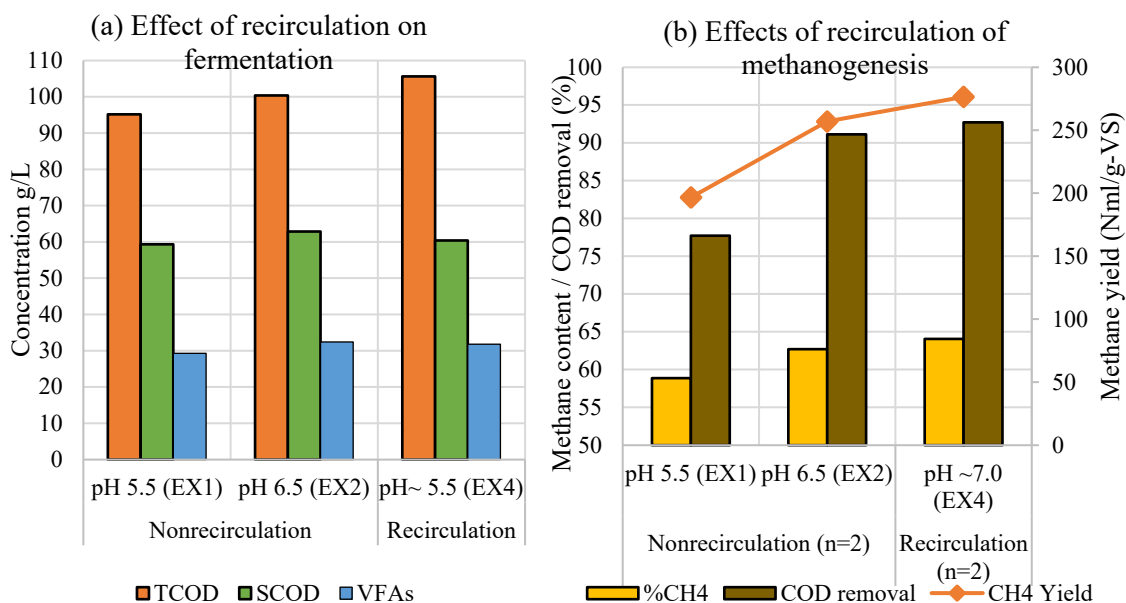 (a) Effect of recirculation on
fermentation
110
100
90
80
70
60
50
40
30
20
10
0
Concentration g/L
pH 5.5 (EX1)
pH 6.5 (EX2)
pH~ 5.5 (EX4)
Nonrecirculation
Recirculation
TCOD
SCOD
VFAs
(b) Effects of recirculation of
methanogenesis
Methane content / COD removal (%)
100
95
90
85
80
75
70
65
60
55
50
300
250
200
150
100
50
0
Methane yield (Nml/g-VS)
pH 5.5 (EX1)
pH 6.5 (EX2)
pH ~7.0
(EX4)
Nonrecirculation (n=2)
Recirculation
(n=2)
%CH4
COD removal
CH4 Yield